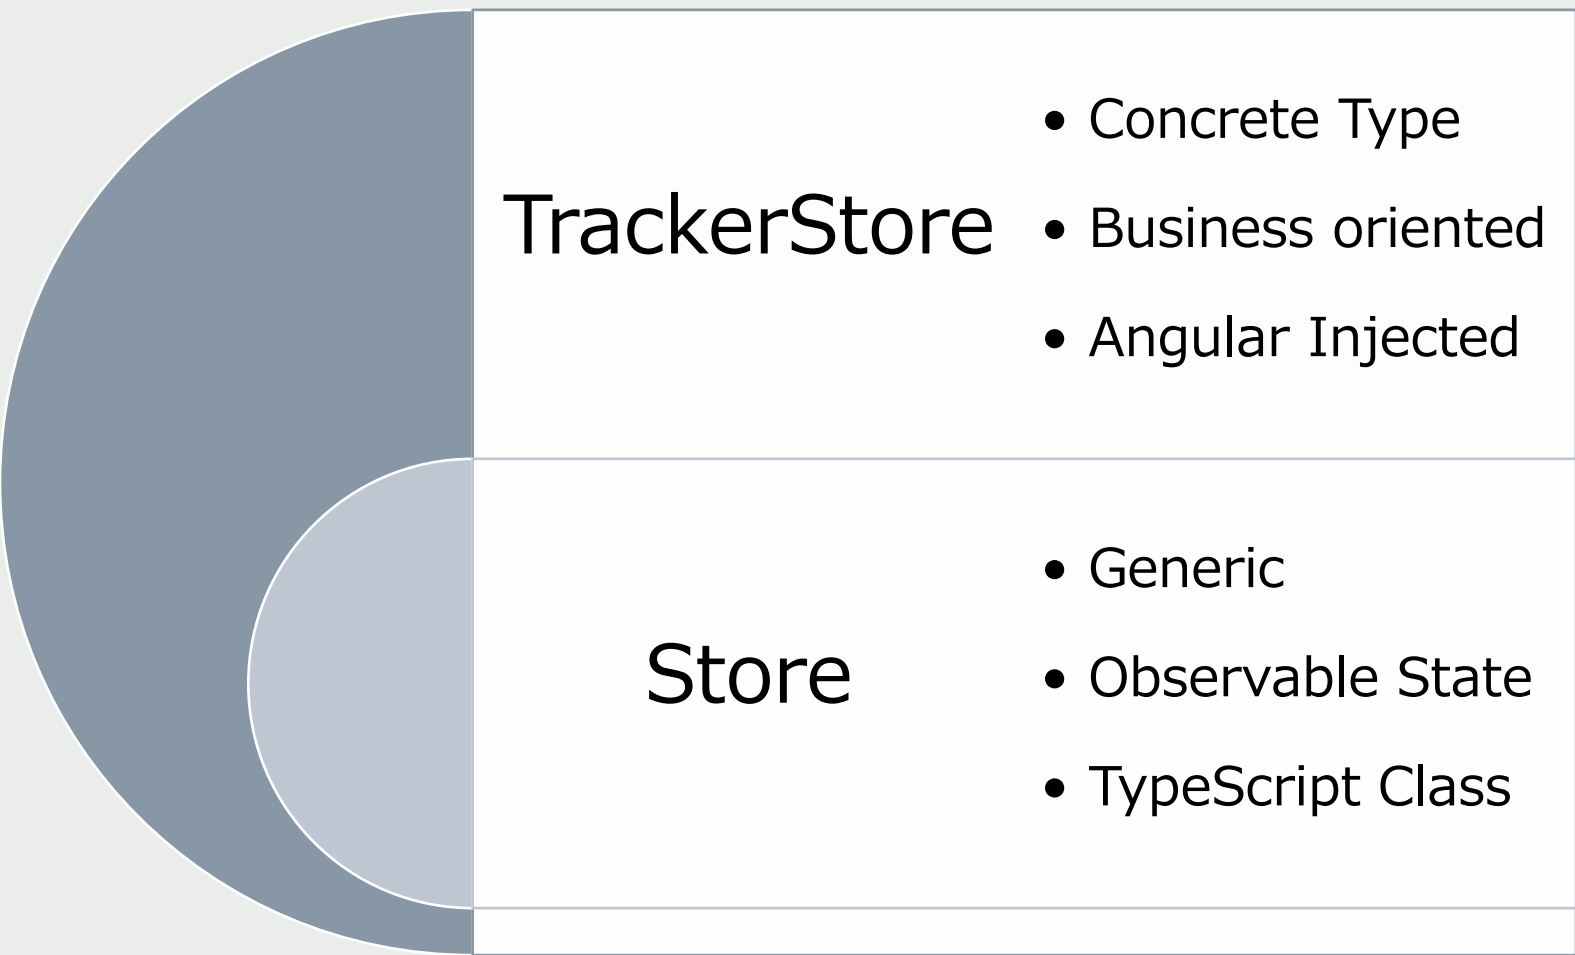 TrackerStore
• Concrete Type
• Business oriented
• Angular Injected
Store
• Generic
• Observable State
• TypeScript Class